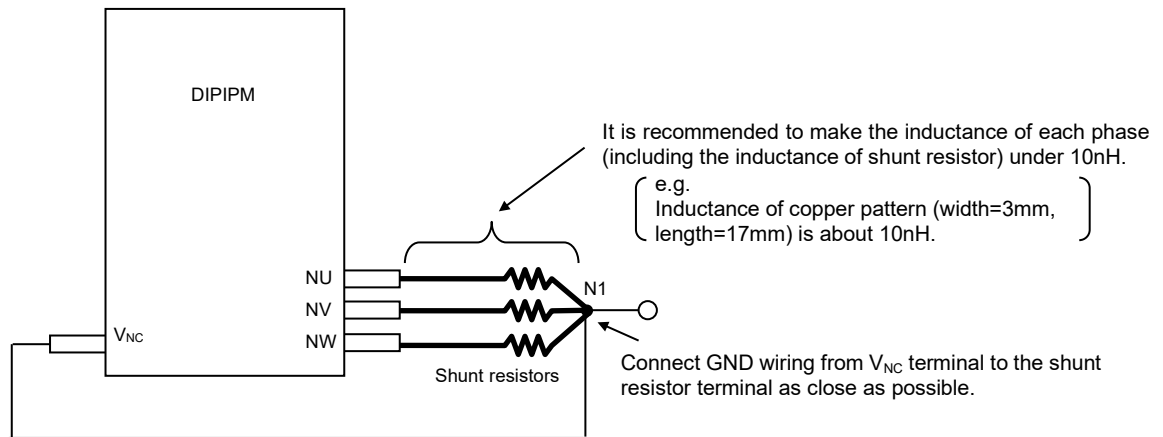 DIPIPM
It is recommended to make the inductance of each phase
(including the inductance of shunt resistor) under 10nH.
e.g.
Inductance of copper pattern (width=3mm,
length=17mm) is about 10nH.
NU
N1
NV
VNC
NW
Shunt resistors
Connect GND wiring from VNC terminal to the shunt
resistor terminal as close as possible.